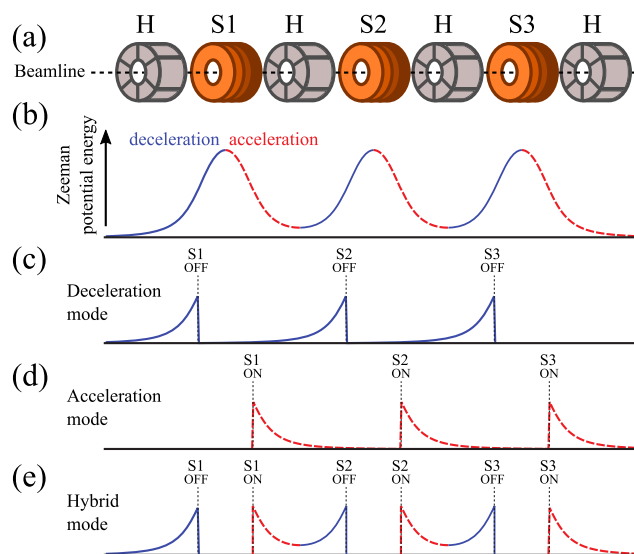 (a) H S1 H S2 H S3 H
Beamline
(b)
Zeeman
potential energy
deceleration acceleration
(c) S1 S2 S3
OFF OFF OFF
Deceleration
mode
(d) S1 S2 S3
ON ON ON
Acceleration
mode
(e) S1 S1 S2 S2 S3 S3
OFF ON OFF ON OFF ON
Hybrid
mode